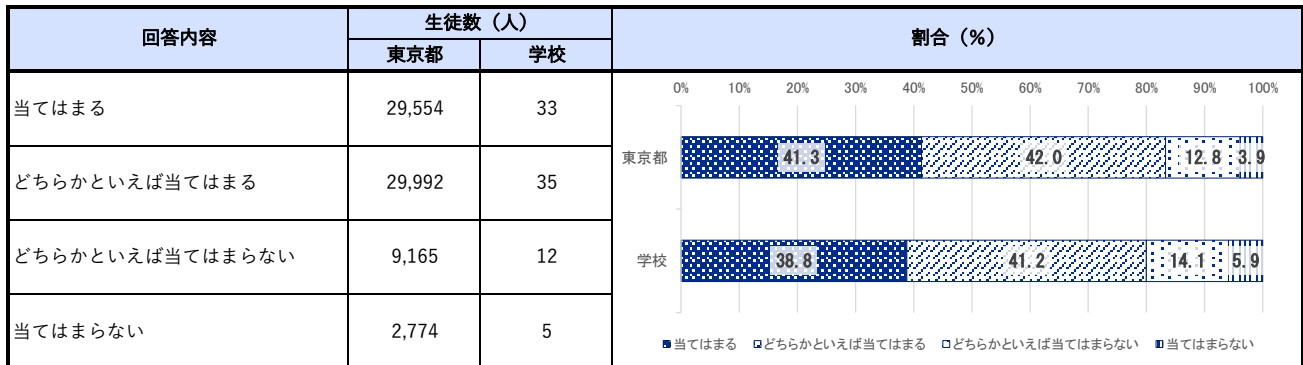 回答内容
生徒数（人）
割合（%）
東京都 学校
当てはまる 29,554 33
どちらかといえば当てはまる 29,992 35
どちらかといえば当てはまらない 9,165 12
当てはまらない 2,774 5
0% 10% 20% 30% 40% 50% 60% 70% 80% 90% 100%
東京都 41.3 42.0 12.8 3.9
学校 38.8 41.2 14.1 5.9
当てはまる どちらかといえば当てはまる どちらかといえば当てはまらない 当てはまらない